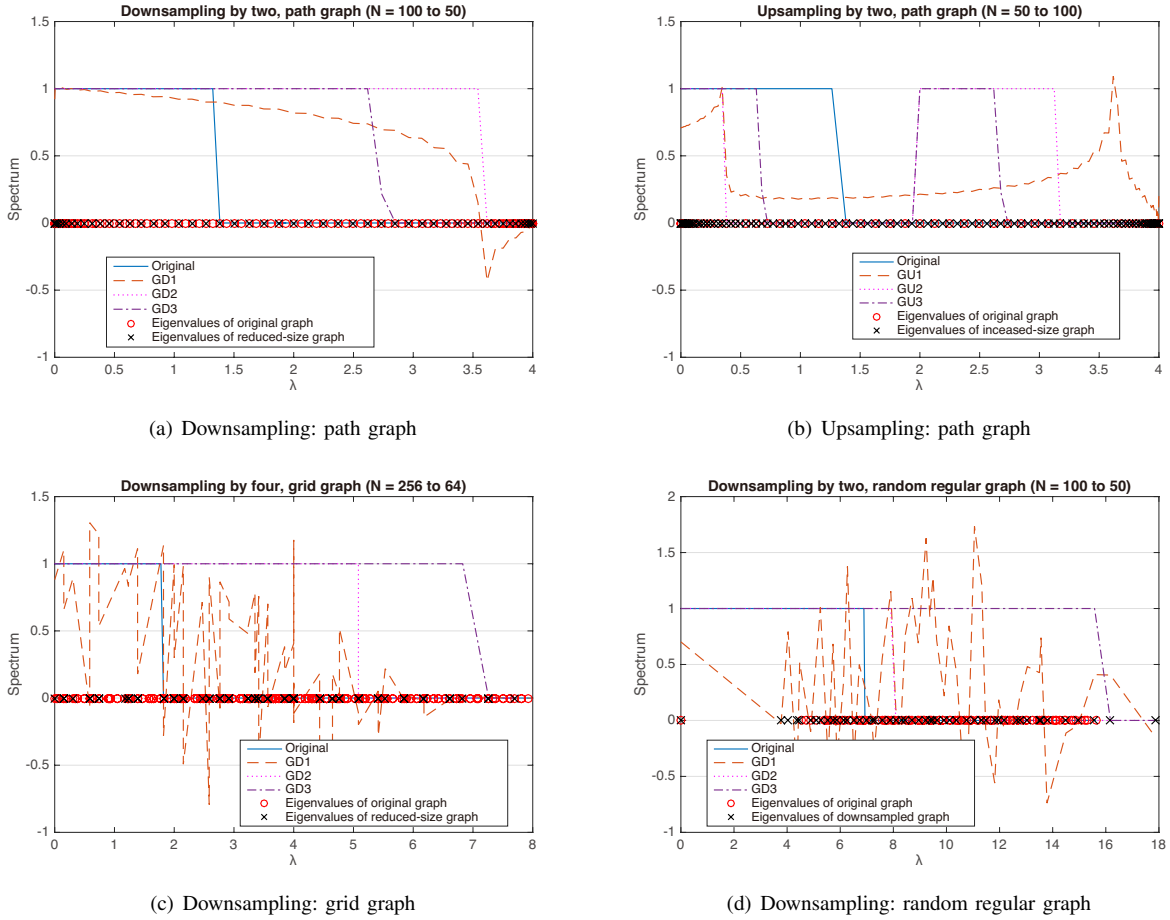 Downsampling by two, path graph (N = 100 to 50)
1.5
1
0.5
0
-0.5
-1
Spectrum
Original
GD1
GD2
GD3
Eigenvalues of original graph
Eigenvalues of reduced-size graph
0 0.5 1 1.5 2 2.5 3 3.5 4
λ
(a) Downsampling: path graph
Upsampling by two, path graph (N = 50 to 100)
1.5
1
0.5
0
-0.5
-1
Spectrum
Original
GU1
GU2
GU3
Eigenvalues of original graph
Eigenvalues of inceased-size graph
0 0.5 1 1.5 2 2.5 3 3.5 4
λ
(b) Upsampling: path graph
Downsampling by four, grid graph (N = 256 to 64)
1.5
1
0.5
0
-0.5
-1
Spectrum
Original
GD1
GD2
GD3
Eigenvalues of original graph
Eigenvalues of reduced-size graph
0 1 2 3 4 5 6 7 8
λ
(c) Downsampling: grid graph
Downsampling by two, random regular graph (N = 100 to 50)
2
1.5
1
0.5
0
-0.5
-1
Spectrum
Original
GD1
GD2
GD3
Eigenvalues of original graph
Eigenvalues of downsampled graph
0 2 4 6 8 10 12 14 16 18
λ
(d) Downsampling: random regular graph